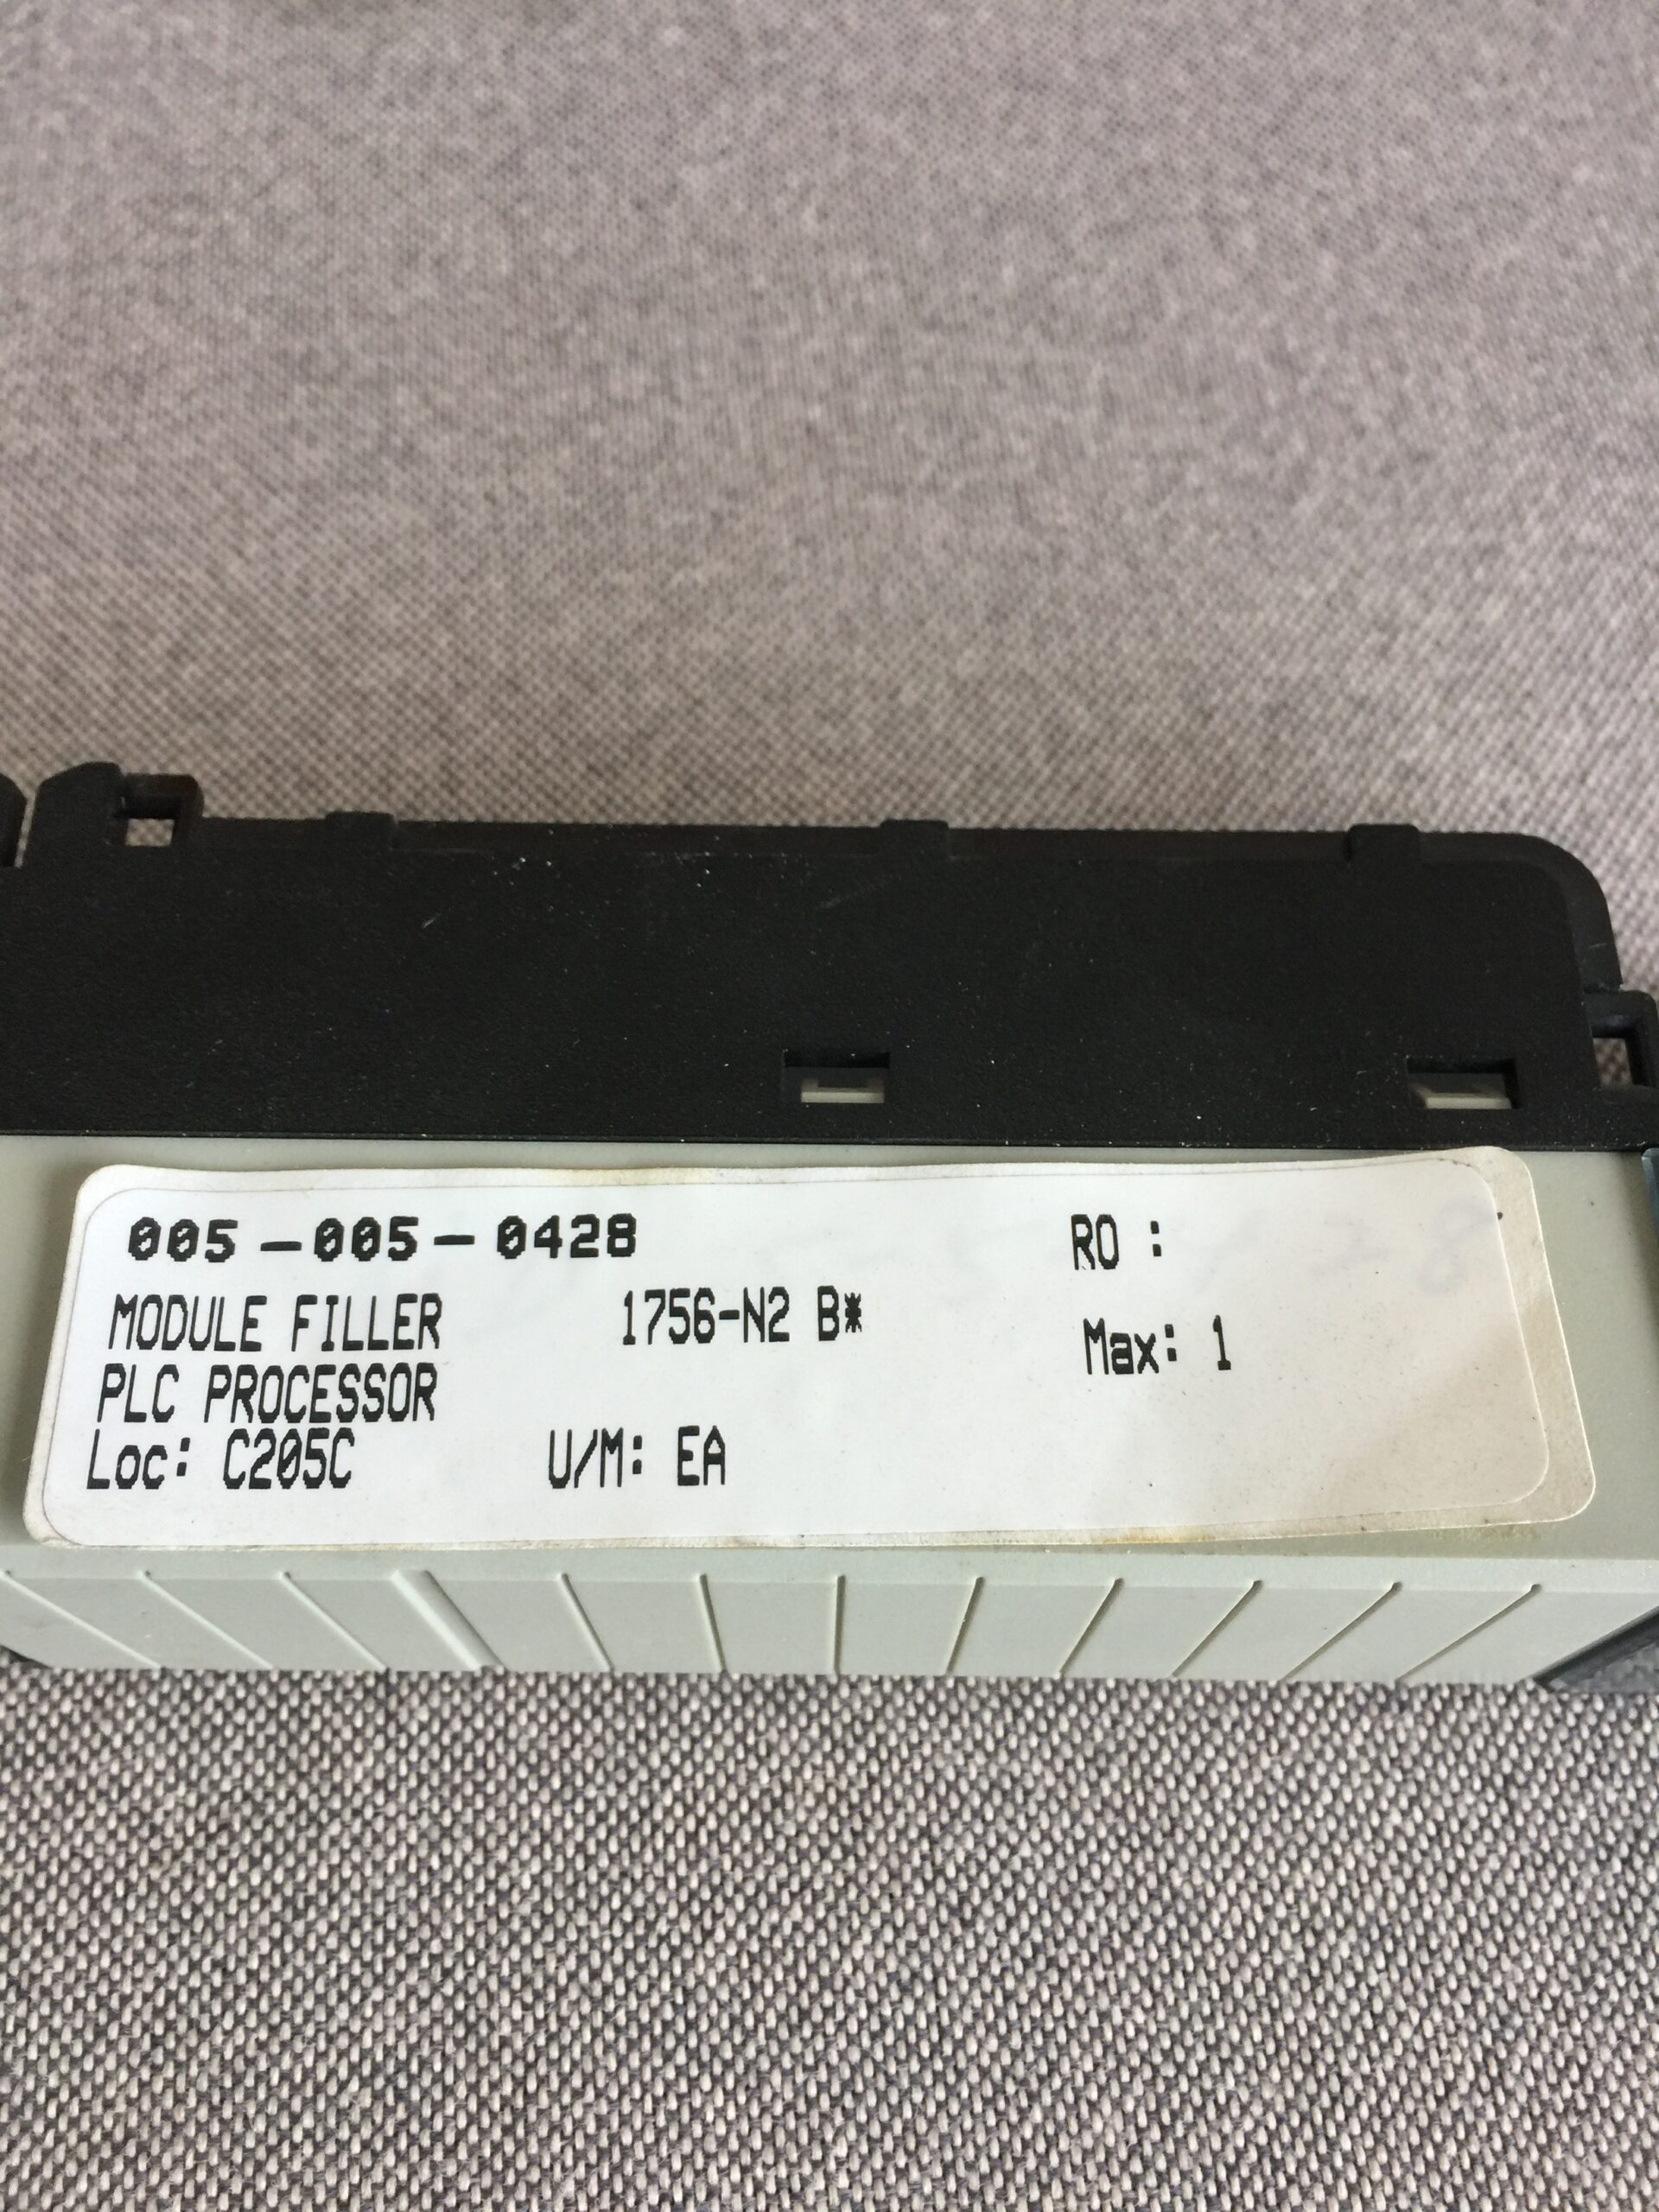 005-005-0428 RO :
MODULE FILLER 1756-N2 B*
Max: 1
PLC PROCESSOR
Loc: C205C U/M: EA